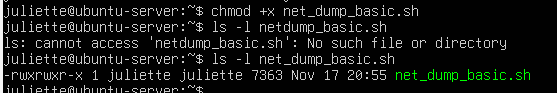 juliette@ubuntu-server:~$ chmod +x net_dump_basic.sh
juliette@ubuntu-server:~$ ls -l netdump_basic.sh
ls: cannot access 'netdump_basic.sh': No such file or directory
juliette@ubuntu-server:~$ ls -l net_dump_basic.sh
-rwxrwxr-x 1 juliette juliette 7363 Nov 17 20:55 net_dump_basic.sh
juliette@ubuntu-server:~$